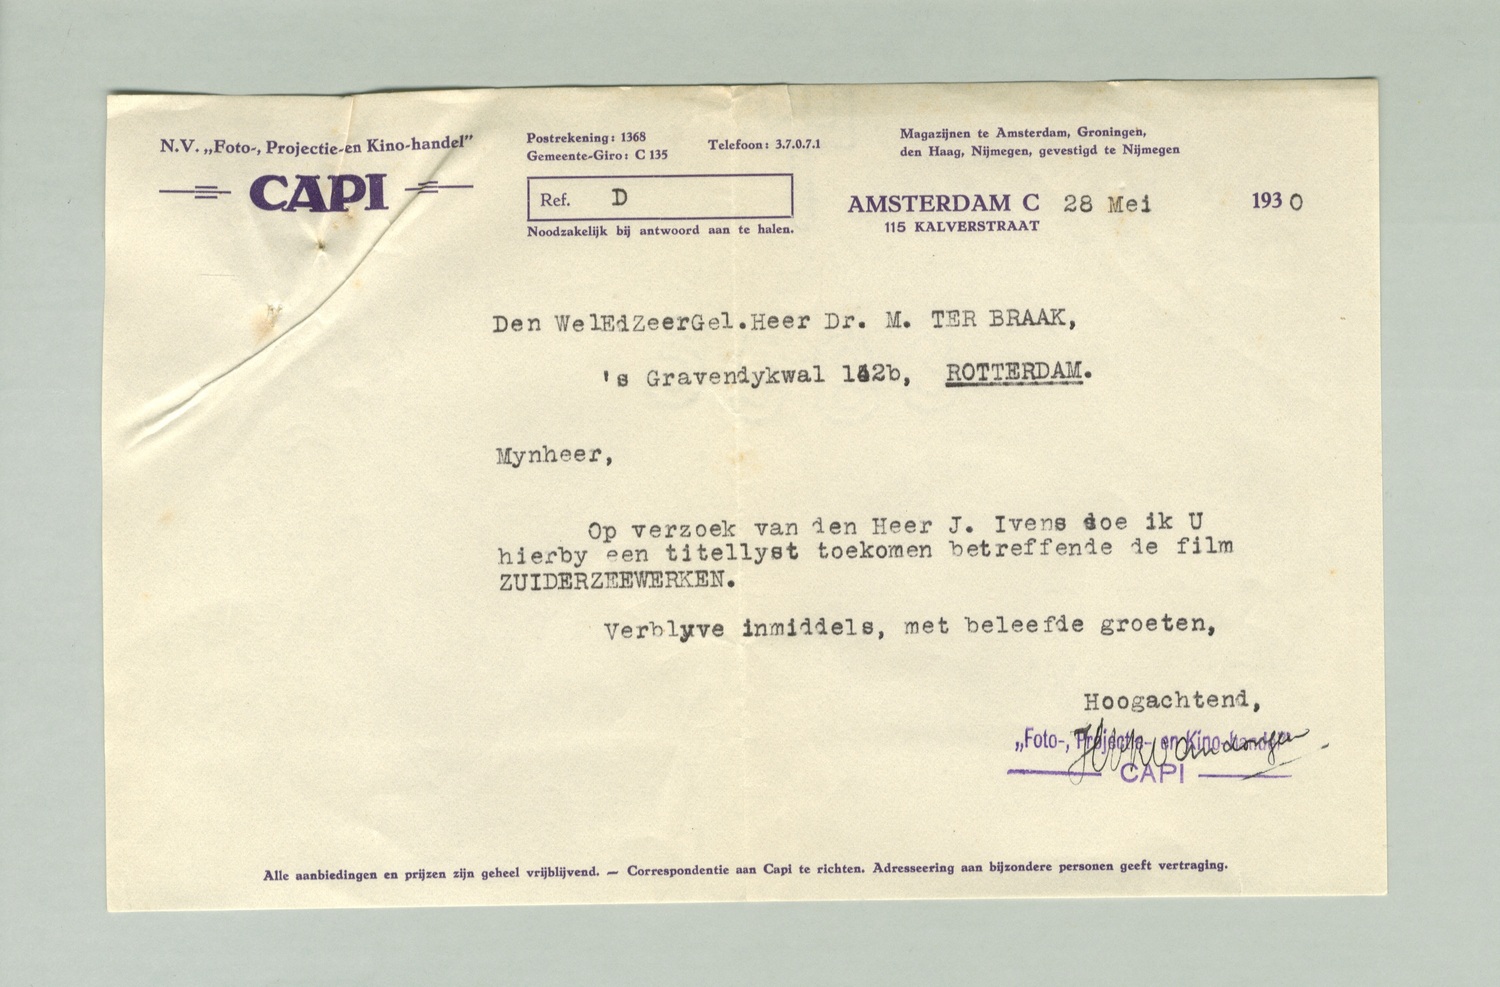 N.V. „Foto-, Projectie-en Kino-handel”
CAPI
Postrekening: 1368
Gemeente-Giro: C 135
Telefoon: 3.7.0.7.1
Magazijnen te Amsterdam, Groningen,
den Haag, Nijmegen, gevestigd te Nijmegen
Ref. D
Noodzakelijk bij antwoord aan te halen.
AMSTERDAM C 28 Mei 1930
115 KALVERSTRAAT
Den WelEdZeerGel.Heer Dr. M. TER BRAAK,
's Gravendykwal ROTTERDAM.
Mynheer,
Op verzoek van den Heer J. Ivens doe ik U
hierby een titellyst toekomen betreffende de film
ZUIDERZEEWERKEN.
Verblyve inmiddels, met beleefde groeten,
Hoogachtend,
„Foto-, Projectie- en Kino-handel”
CAPI
Alle aanbiedingen en prijzen zijn geheel vrijblijvend. — Correspondentie aan Capi te richten. Adresseering aan bijzondere personen geeft vertraging.